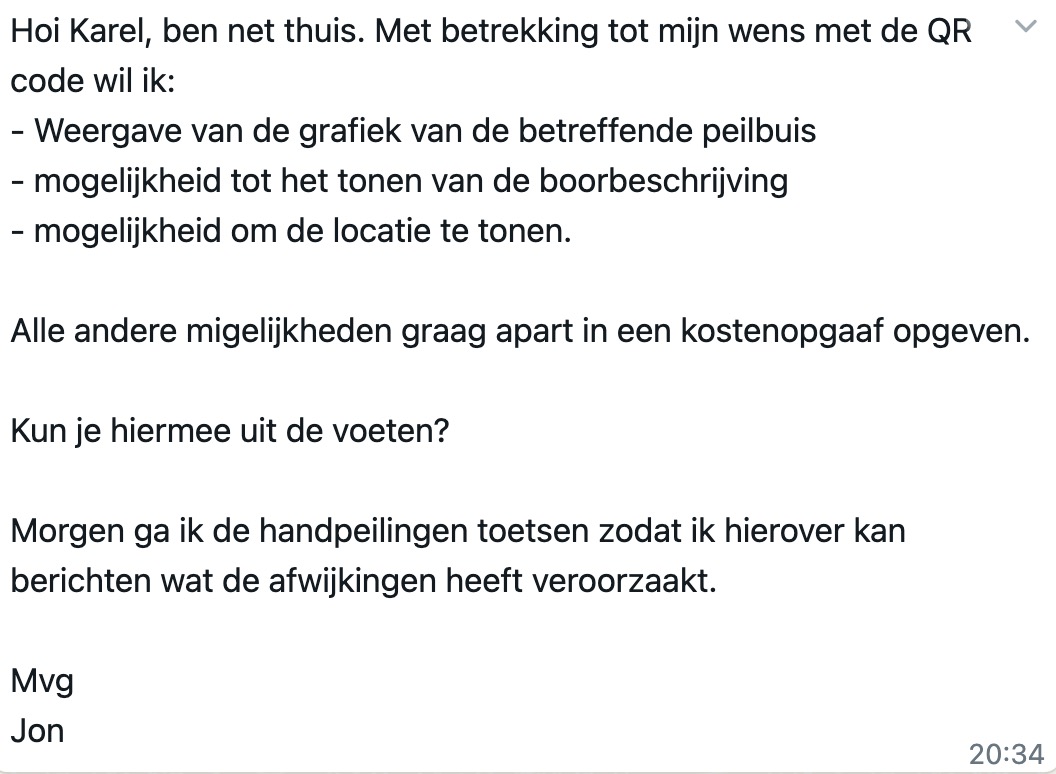 Hoi Karel, ben net thuis. Met betrekking tot mijn wens met de QR
code wil ik:
- Weergave van de grafiek van de betreffende peilbuis
- mogelijkheid tot het tonen van de boorbeschrijving
- mogelijkheid om de locatie te tonen.
Alle andere migelijkheden graag apart in een kostenopgaaf opgeven.
Kun je hiermee uit de voeten?
Morgen ga ik de handpeilingen toetsen zodat ik hierover kan
berichten wat de afwijkingen heeft veroorzaakt.
Mvg
Jon
20:34